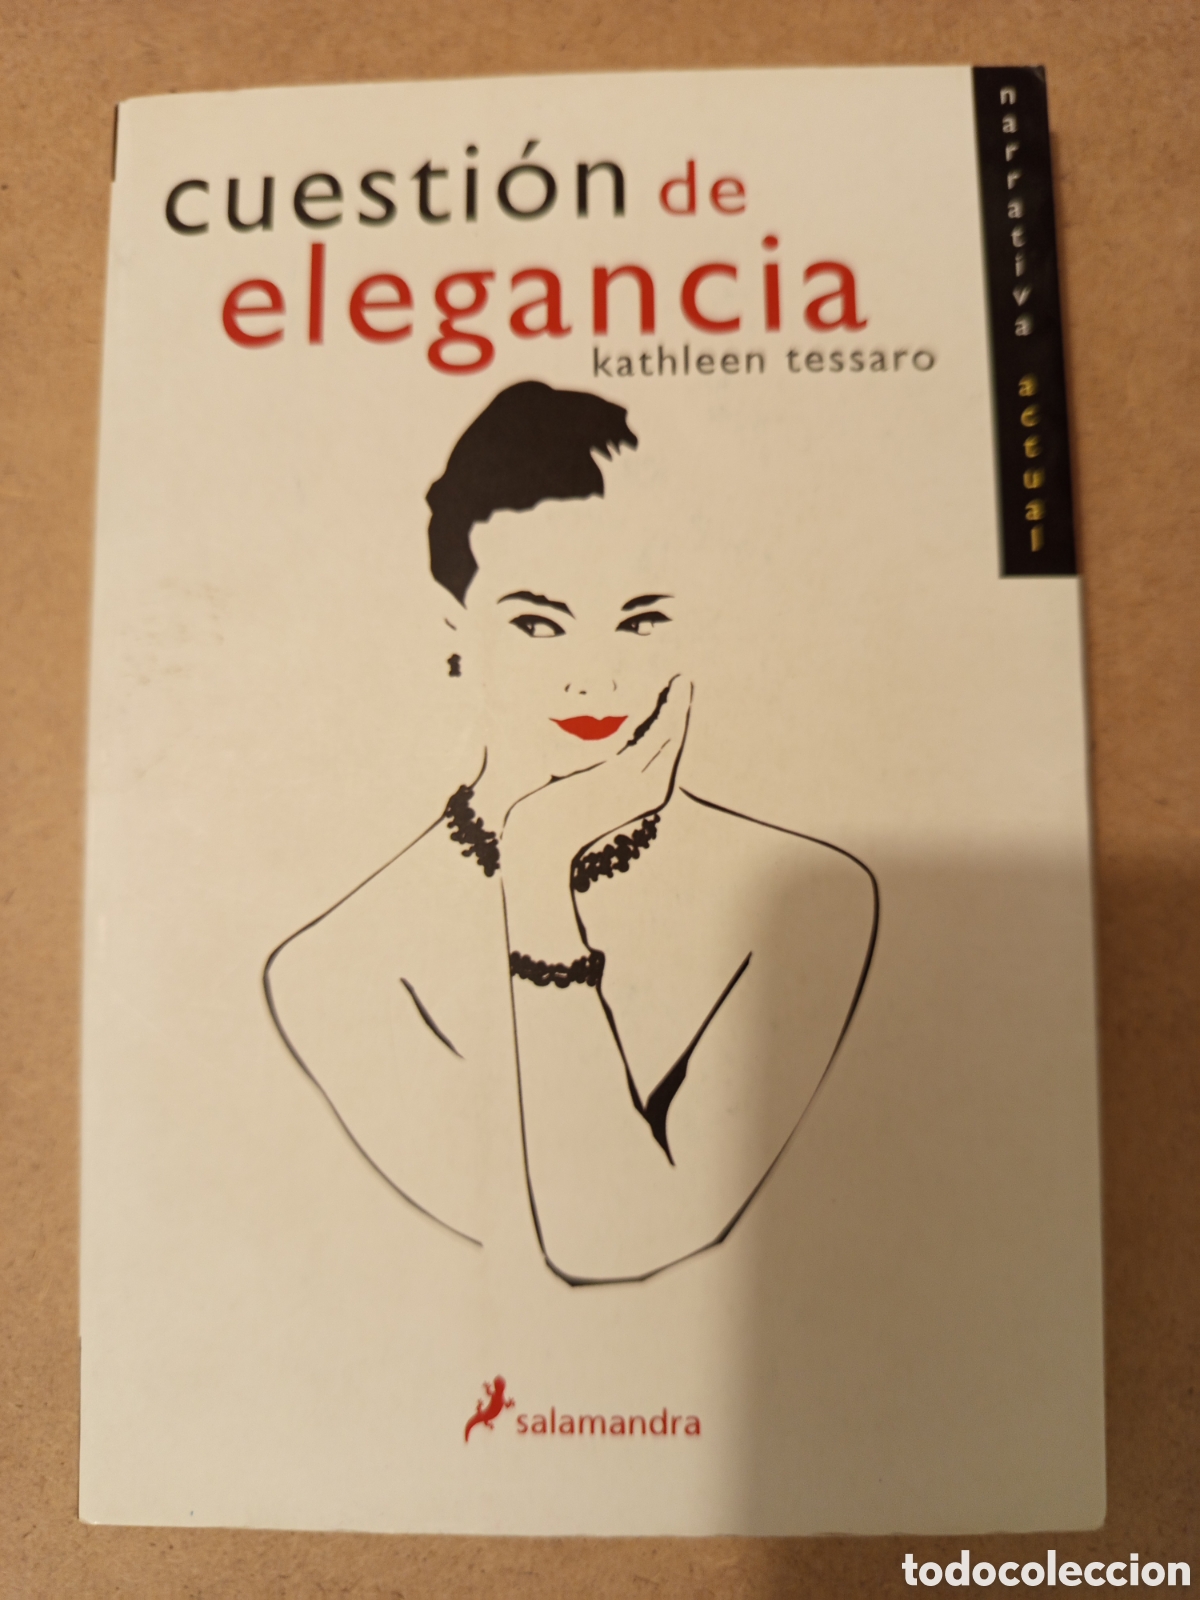 cuestión de
elegancia
kathleen tessaro
narrativa actual
salamandra
todocoleccion